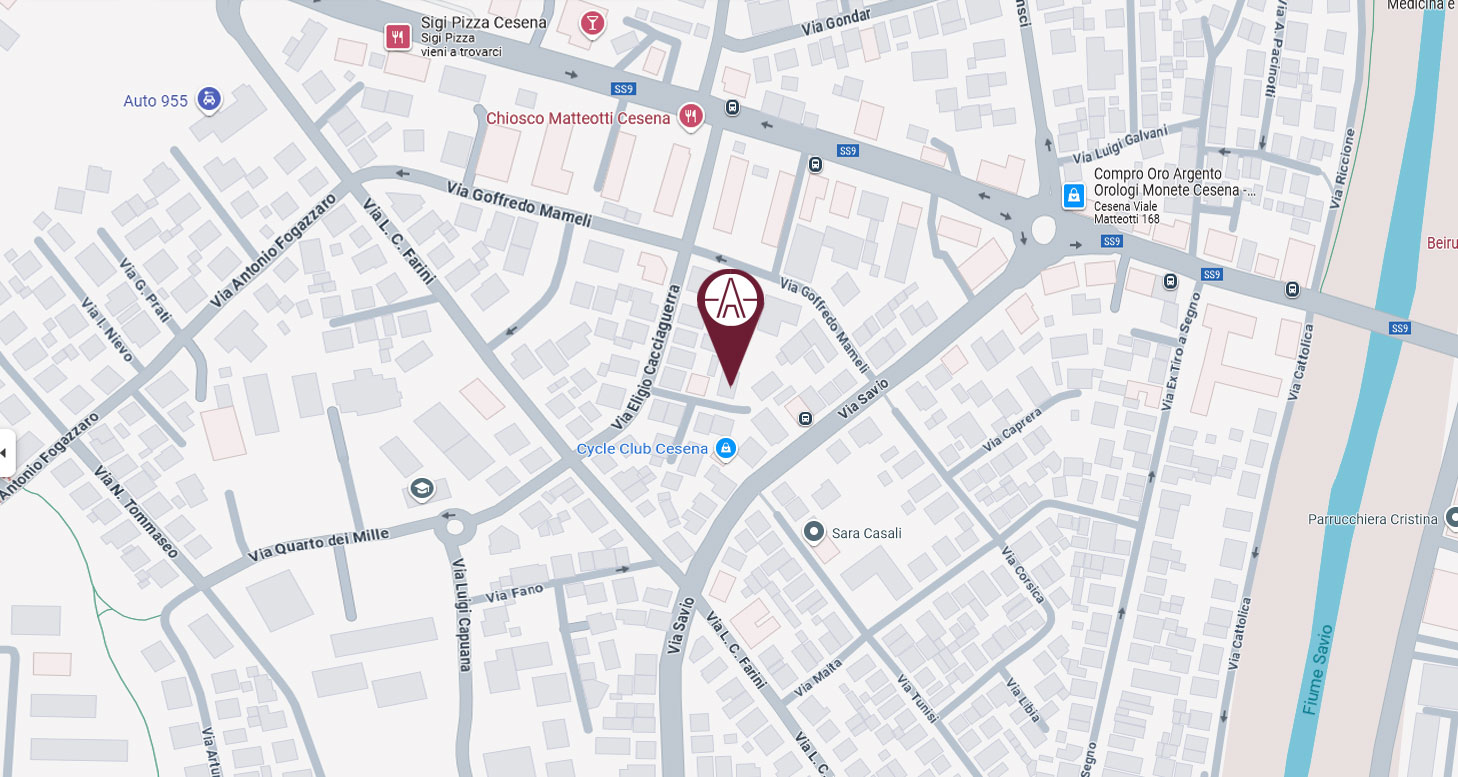 Medicina e
Sigi Pizza Cesena
Sigi Pizza
vieni a trovarci
Via Gondar
Via A. Pacinotti
SS9
Auto 955
Chiosco Matteotti Cesena
SS9
Via Luigi Galvani
Via Riccione
Compro Oro Argento
Orologi Monete Cesena -...
Cesena Viale
Matteotti 168
Via Goffredo Mameli
Via L. C. Farini
Via Antonio Fogazzaro
SS9
SS9
SS9
Via G. Prati
Via I. Nievo
Via Eligio Cacciaguerra
Via Goffredo Mameli
Via Ex Tiro a Segno
Via Cattolica
Via Savio
Via Caprera
Antonio Fogazzaro
Cycle Club Cesena
Via N. Tommaseo
Parrucchiera Cristina
Sara Casali
Via Quarto dei Mille
Via Luigi Capuana
Via Fano
Via Corsica
Via Savio
Via L. C. Farini
Via Cattolica
Fiume Savio
Via Malta
Via Tunisi
Via Libia
Via L. C.
Segno